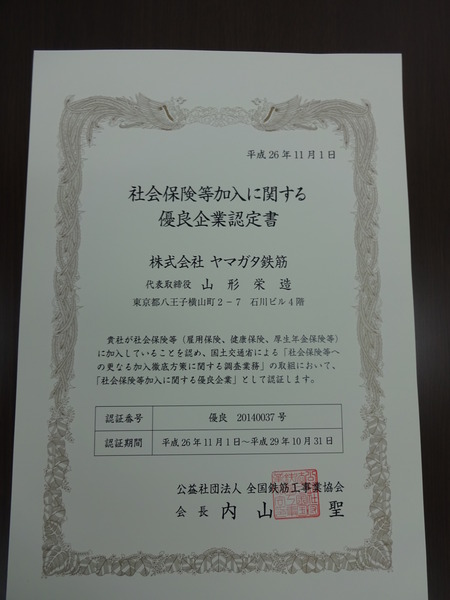 平成26年11月1日
社会保険等加入に関する
優良企業認定書
株式会社 ヤマガタ鉄筋
代表取締役 山形栄造
東京都八王子横山町2-7 石川ビル4階
貴社が社会保険等（雇用保険、健康保険、厚生年金保険等）
に加入していることを認め、国土交通省による「社会保険等へ
の更なる加入徹底方策に関する調査業務」の取組において、
「社会保険等加入に関する優良企業」として認証します。
認証番号 優良 20140037号
認証期間 平成26年11月1日～平成29年10月31日
公益社団法人 全国鉄筋工事業協会
会長 内山 聖